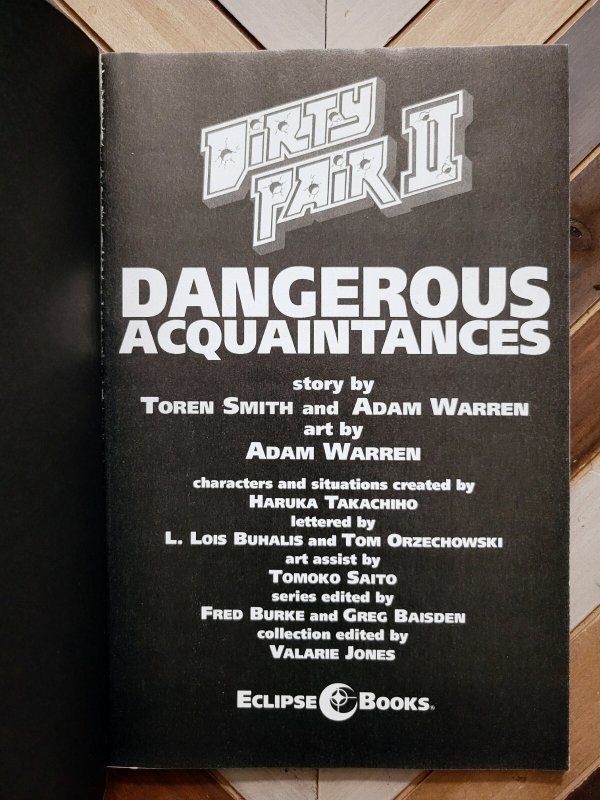 DIRTY
PAIR II
DANGEROUS
ACQUAINTANCES
story by
TOREN SMITH and ADAM WARREN
art by
ADAM WARREN
characters and situations created by
HARUKA TAKACHIHO
lettered by
L. LOIS BUHALIS and TOM ORZECHOWSKI
art assist by
TOMOKO SAITO
series edited by
FRED BURKE and GREG BAISDEN
collection edited by
VALARIE JONES
ECLIPSE BOOKS®